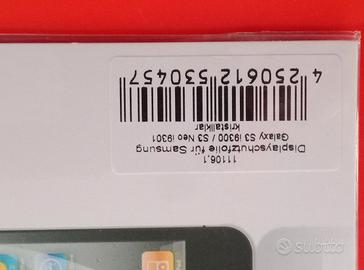 11106.1
Displayschutzfolie für Samsung
Galaxy S3 i9300 / S3 Neo i9301
kristallklar
4 250612 530457
subito